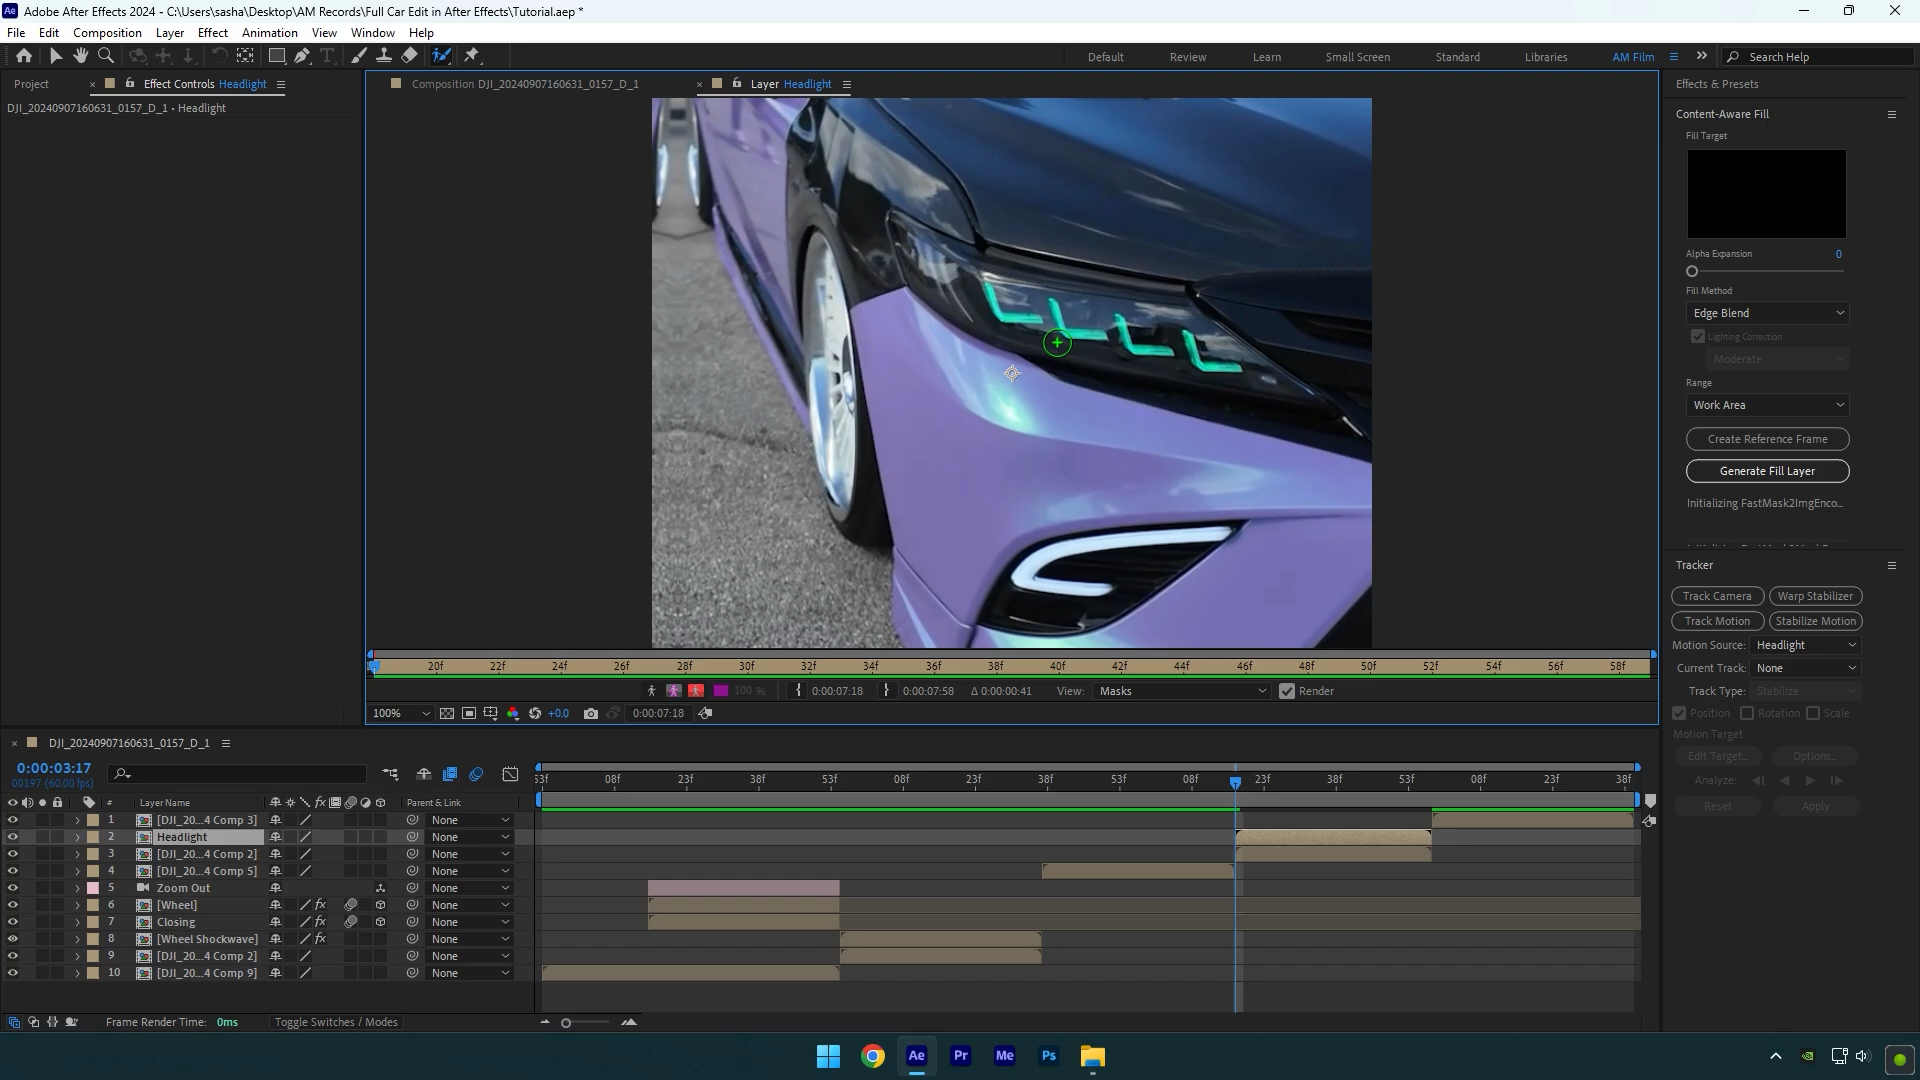 Adobe After Effects 2024 - C:\Users\sasha\Desktop\AM Records\Full Car Edit in After Effects\Tutorial.aep *
File Edit Composition Layer Effect Animation View Window Help
Default Review Learn Small Screen Standard Libraries AM Film Search Help
Project Effect Controls Headlight
DJI_20240907160631_0157_D_1 • Headlight
Composition DJI_20240907160631_0157_D_1 Layer Headlight
Effects & Presets
Content-Aware Fill
Fill Target
Alpha Expansion 0
Fill Method
Edge Blend
Lighting Correction
Moderate
Range
Work Area
Create Reference Frame
Generate Fill Layer
Initializing FastMask2ImgEnco...
Tracker
Track Camera Warp Stabilizer
Track Motion Stabilize Motion
Motion Source: Headlight
Current Track: None
Track Type: Stabilize
Position Rotation Scale
Motion Target:
Edit Target... Options...
Analyze:
Reset Apply
20f 22f 24f 26f 28f 30f 32f 34f 36f 38f 40f 42f 44f 46f 48f 50f 52f 54f 56f 58f
100 % 0:00:07:18 0:00:07:58 Δ 0:00:00:41 View: Masks Render
100% +0.0 0:00:07:18
DJI_20240907160631_0157_D_1
0:00:03:17
00197 (60.00 fps)
53f 08f 23f 38f 53f 08f 23f 38f 53f 08f 23f 38f 53f 08f 23f 38f
# Layer Name Parent & Link
1 [DJI_20...4 Comp 3] None
2 Headlight None
3 [DJI_20...4 Comp 2] None
4 [DJI_20...4 Comp 5] None
5 Zoom Out None
6 [Wheel] None
7 Closing None
8 [Wheel Shockwave] None
9 [DJI_20...4 Comp 2] None
10 [DJI_20...4 Comp 9] None
Frame Render Time: 0ms Toggle Switches / Modes
Ae Pr Me Ps